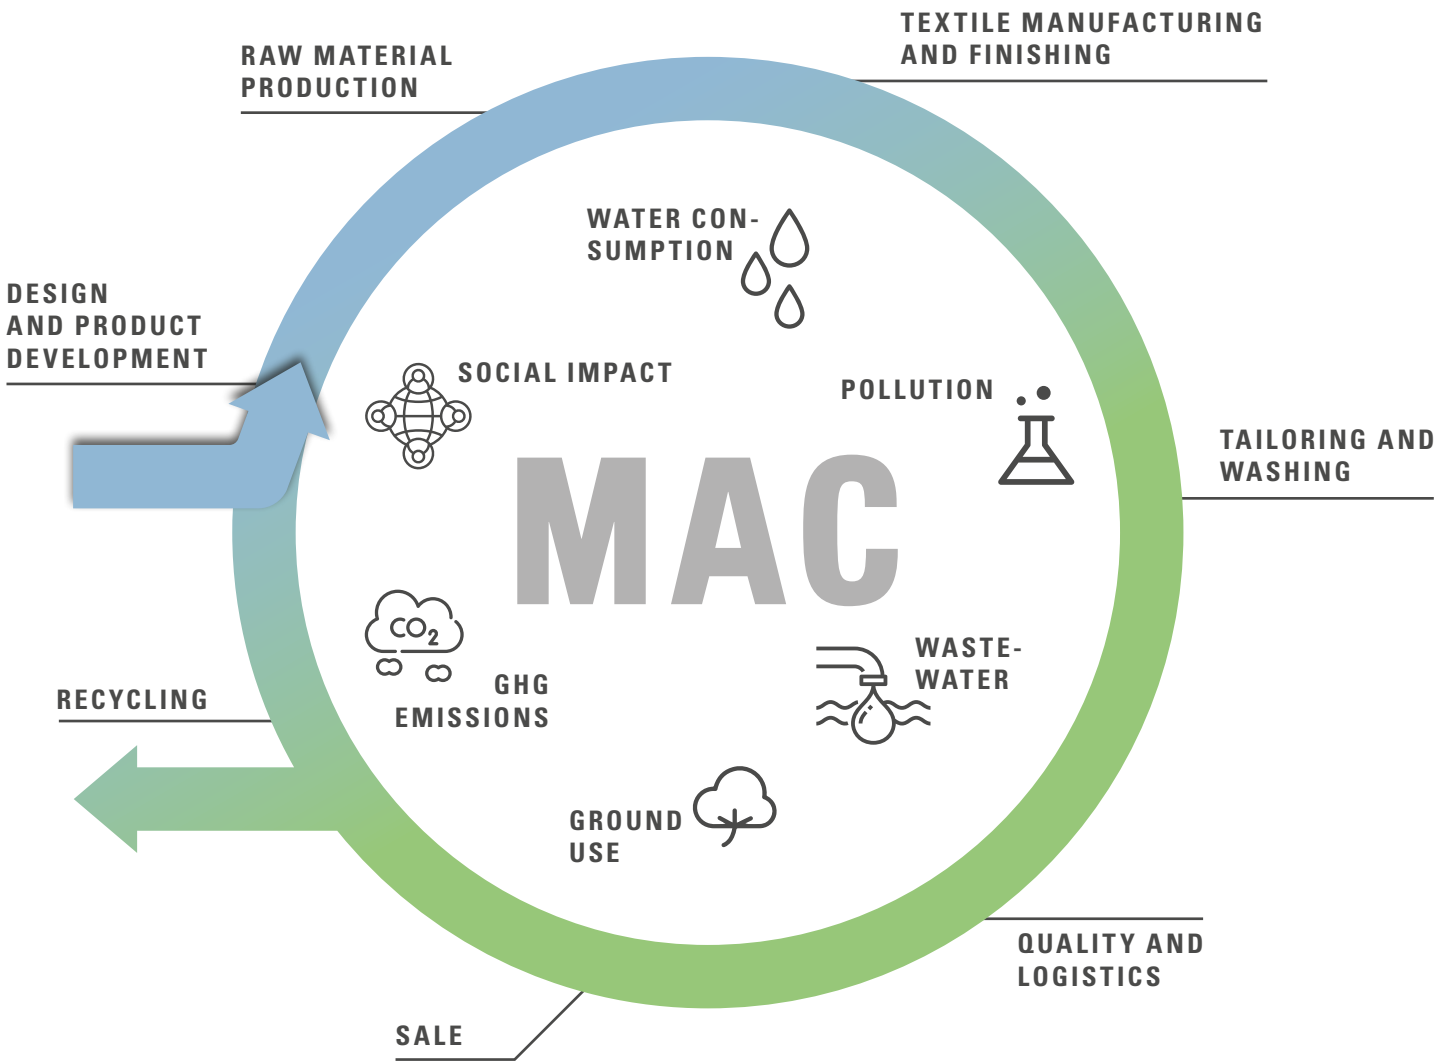 TEXTILE MANUFACTURING
AND FINISHING
RAW MATERIAL
PRODUCTION
WATER CON-
SUMPTION
DESIGN
AND PRODUCT
DEVELOPMENT
SOCIAL IMPACT
POLLUTION
TAILORING AND
WASHING
MAC
CO2
GHG
EMISSIONS
WASTE-
WATER
RECYCLING
GROUND
USE
QUALITY AND
LOGISTICS
SALE